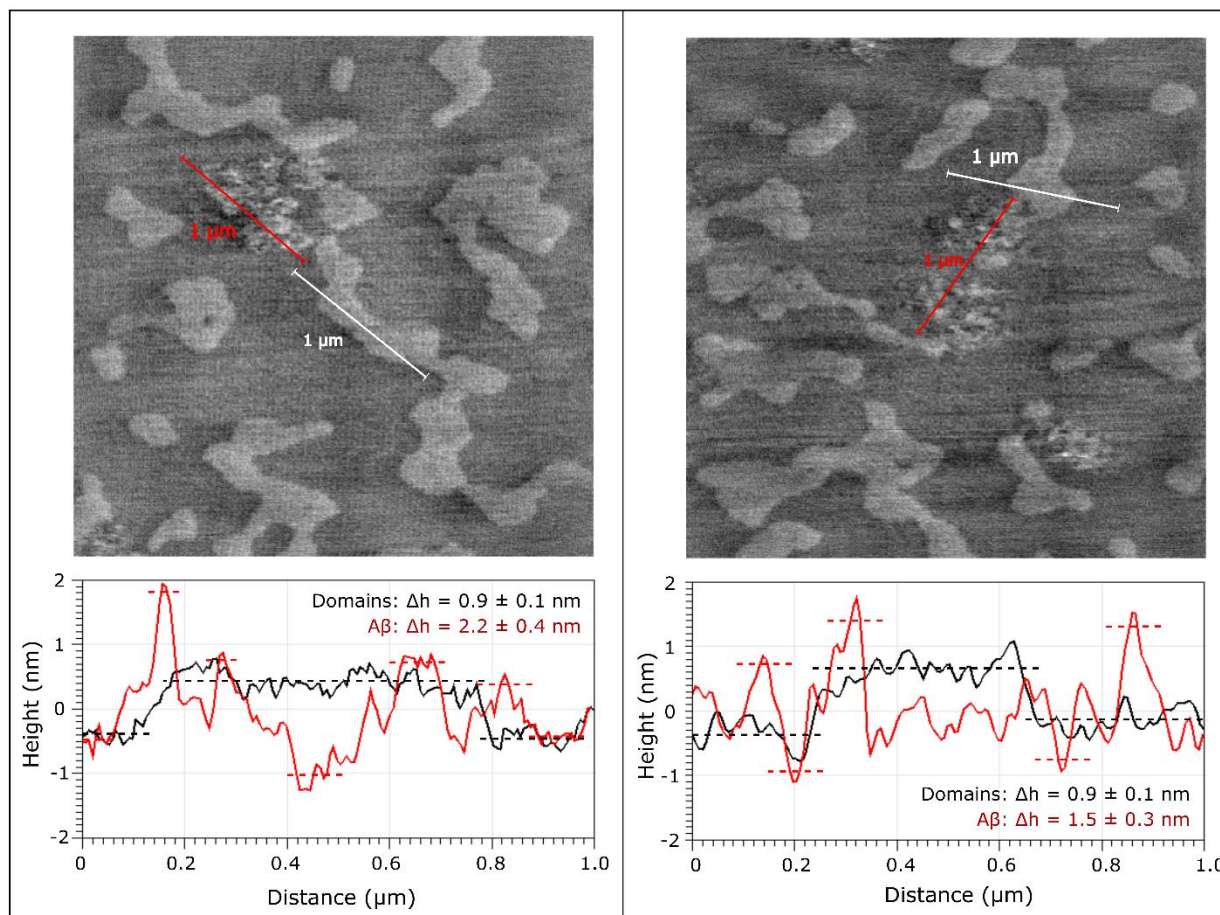 1 μm
1 μm
Domains: Δh = 0.9 ± 0.1 nm
Aβ: Δh = 2.2 ± 0.4 nm
2
1
0
-1
-2
Height (nm)
0 0.2 0.4 0.6 0.8 1.0
Distance (μm)
1 μm
1 μm
2
1
0
-1
-2
Height (nm)
Domains: Δh = 0.9 ± 0.1 nm
Aβ: Δh = 1.5 ± 0.3 nm
0 0.2 0.4 0.6 0.8 1.0
Distance (μm)